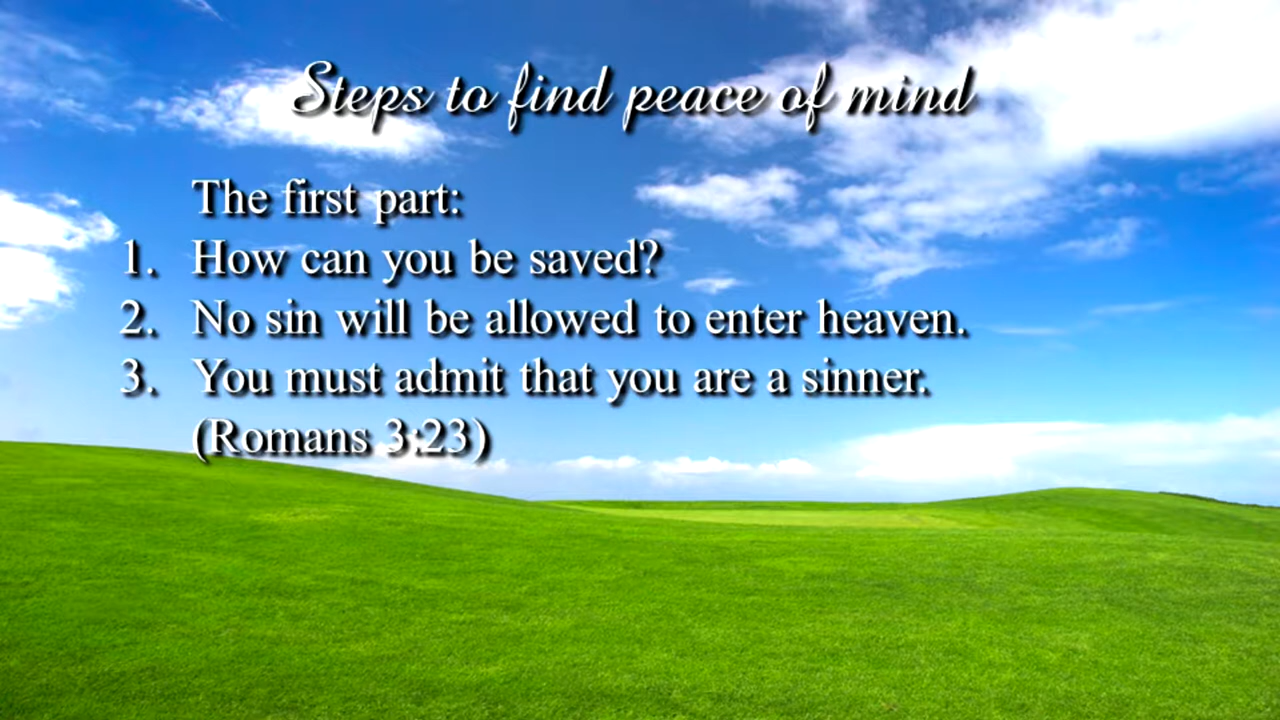 Steps to find peace of mind
The first part:
1. How can you be saved?
2. No sin will be allowed to enter heaven.
3. You must admit that you are a sinner.
(Romans 3:23)